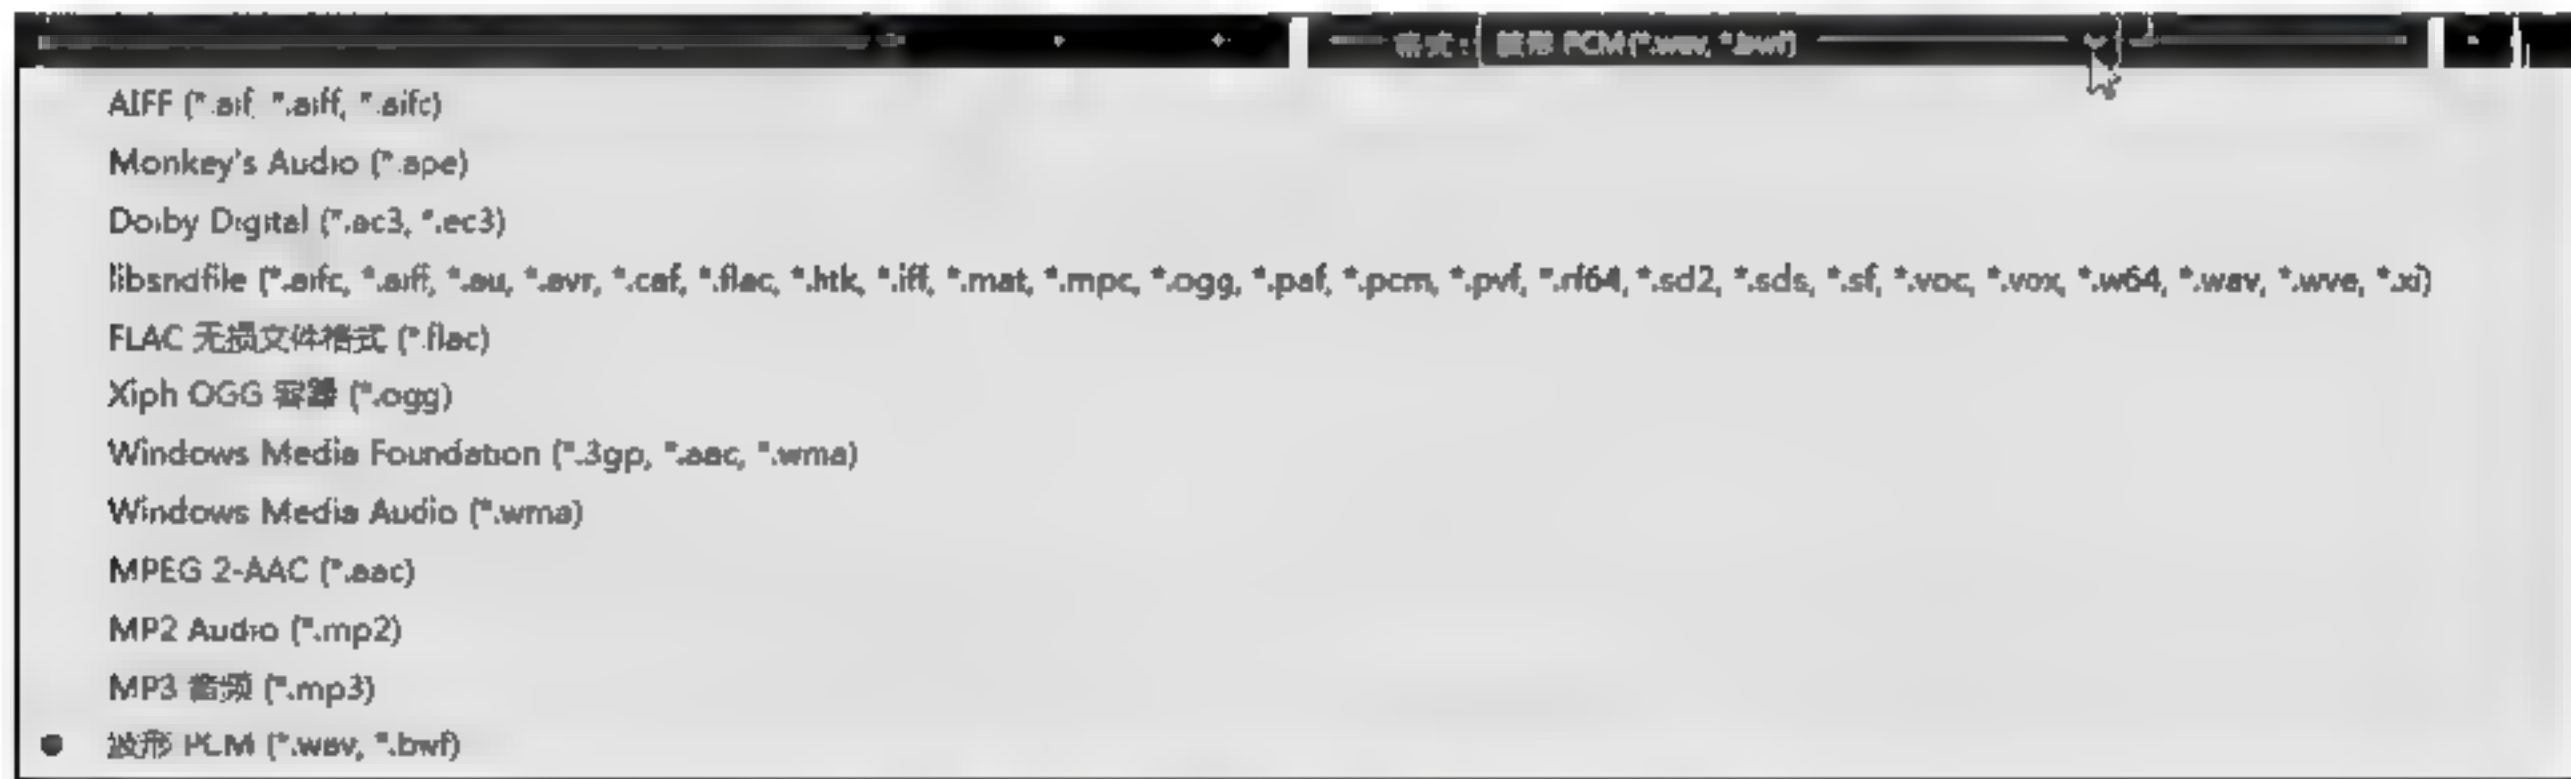 格式: 波形 PCM (*.wav, *.bwf)
AIFF (*.aif, *.aiff, *.aifc)
Monkey's Audio (*.ape)
Dolby Digital (*.ac3, *.ec3)
libsndfile (*.aifc, *.aiff, *.au, *.avr, *.caf, *.flac, *.htk, *.iff, *.mat, *.mpc, *.ogg, *.paf, *.pcm, *.pvf, *.rf64, *.sd2, *.sds, *.sf, *.voc, *.vox, *.w64, *.wav, *.wve, *.xi)
FLAC 无损文件格式 (*.flac)
Xiph OGG 容器 (*.ogg)
Windows Media Foundation (*.3gp, *.aac, *.wma)
Windows Media Audio (*.wma)
MPEG 2-AAC (*.aac)
MP2 Audio (*.mp2)
MP3 音频 (*.mp3)
波形 PCM (*.wav, *.bwf)